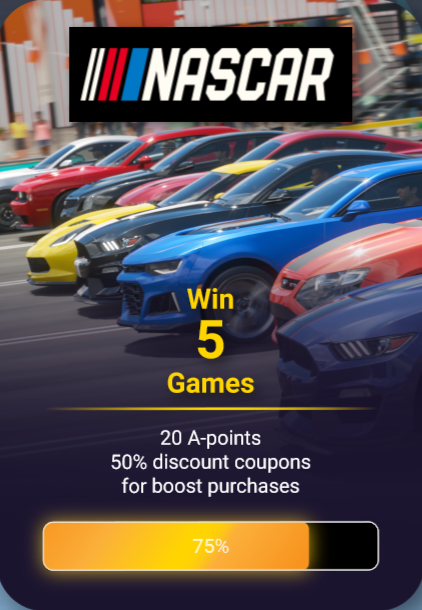 NASCAR
Win
5
Games
20 A-points
50% discount coupons
for boost purchases
75%